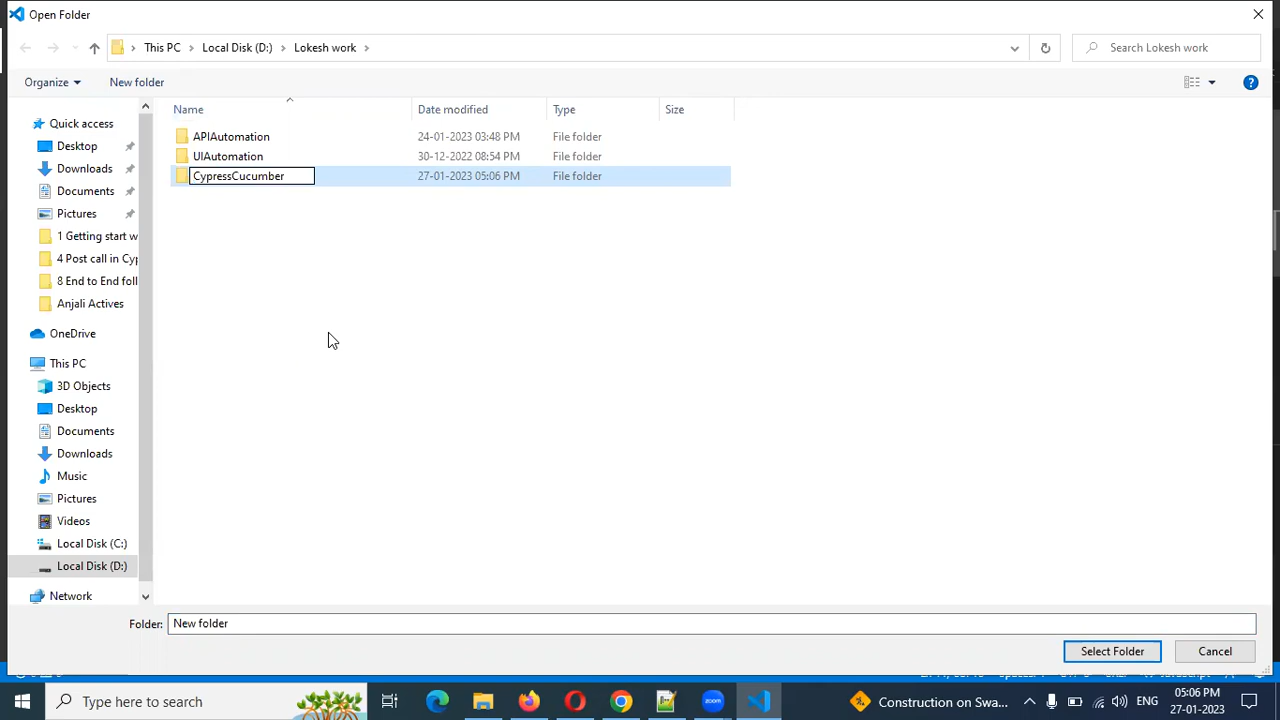 Open Folder
This PC
Local Disk (D:)
Lokesh work
Search Lokesh work
Organize
New folder
Name
Date modified
Type
Size
APIAutomation
24-01-2023 03:48 PM
File folder
UIAutomation
30-12-2022 08:54 PM
File folder
CypressCucumber
27-01-2023 05:06 PM
File folder
Quick access
Desktop
Downloads
Documents
Pictures
1 Getting start w
4 Post call in Cyp
8 End to End foll
Anjali Actives
OneDrive
This PC
3D Objects
Desktop
Documents
Downloads
Music
Pictures
Videos
Local Disk (C:)
Local Disk (D:)
Network
Folder:
New folder
Select Folder
Cancel
Type here to search
zoom
Construction on Swa...
ENG
05:06 PM
27-01-2023